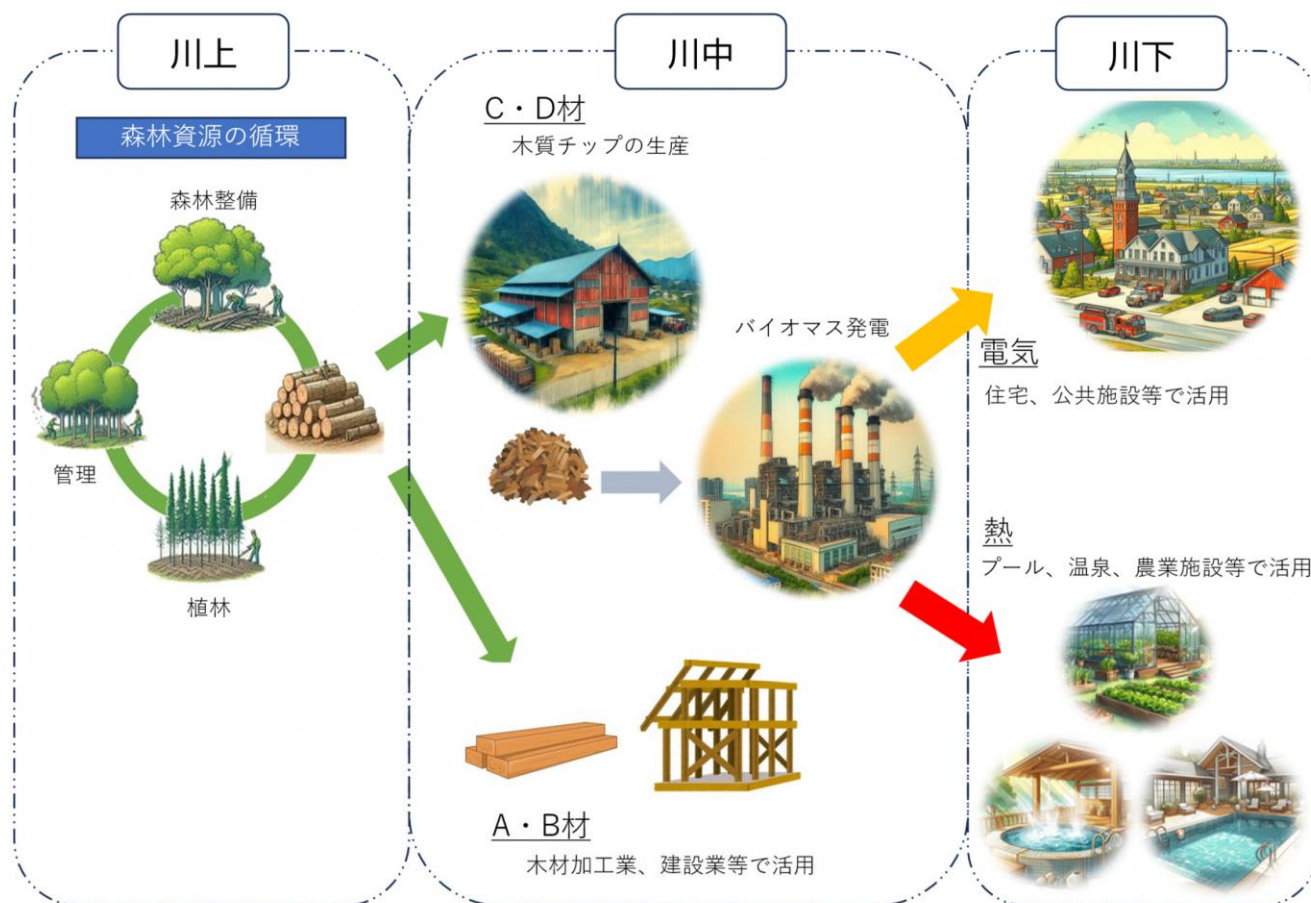 川上
森林資源の循環
森林整備
管理
植林
川中
C・D材
木質チップの生産
バイオマス発電
A・B材
木材加工業、建設業等で活用
川下
電気
住宅、公共施設等で活用
熱
プール、温泉、農業施設等で活用